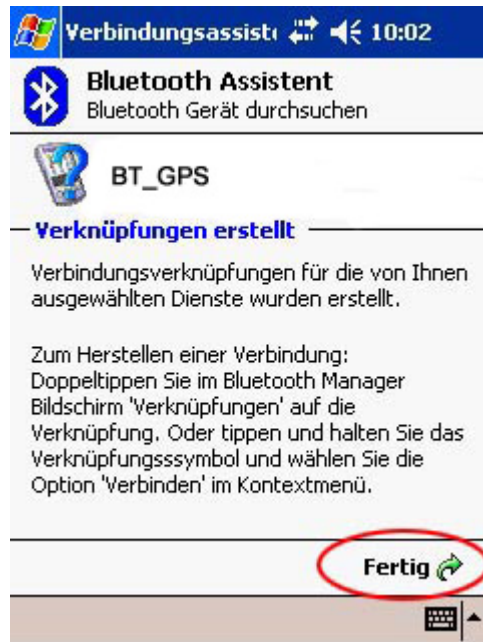 Verbindungsassist 10:02
Bluetooth Assistent
Bluetooth Gerät durchsuchen
BT_GPS
Verknüpfungen erstellt
Verbindungsverknüpfungen für die von Ihnen
ausgewählten Dienste wurden erstellt.
Zum Herstellen einer Verbindung:
Doppeltippen Sie im Bluetooth Manager
Bildschirm 'Verknüpfungen' auf die
Verknüpfung. Oder tippen und halten Sie das
Verknüpfungsssymbol und wählen Sie die
Option 'Verbinden' im Kontextmenü.
Fertig